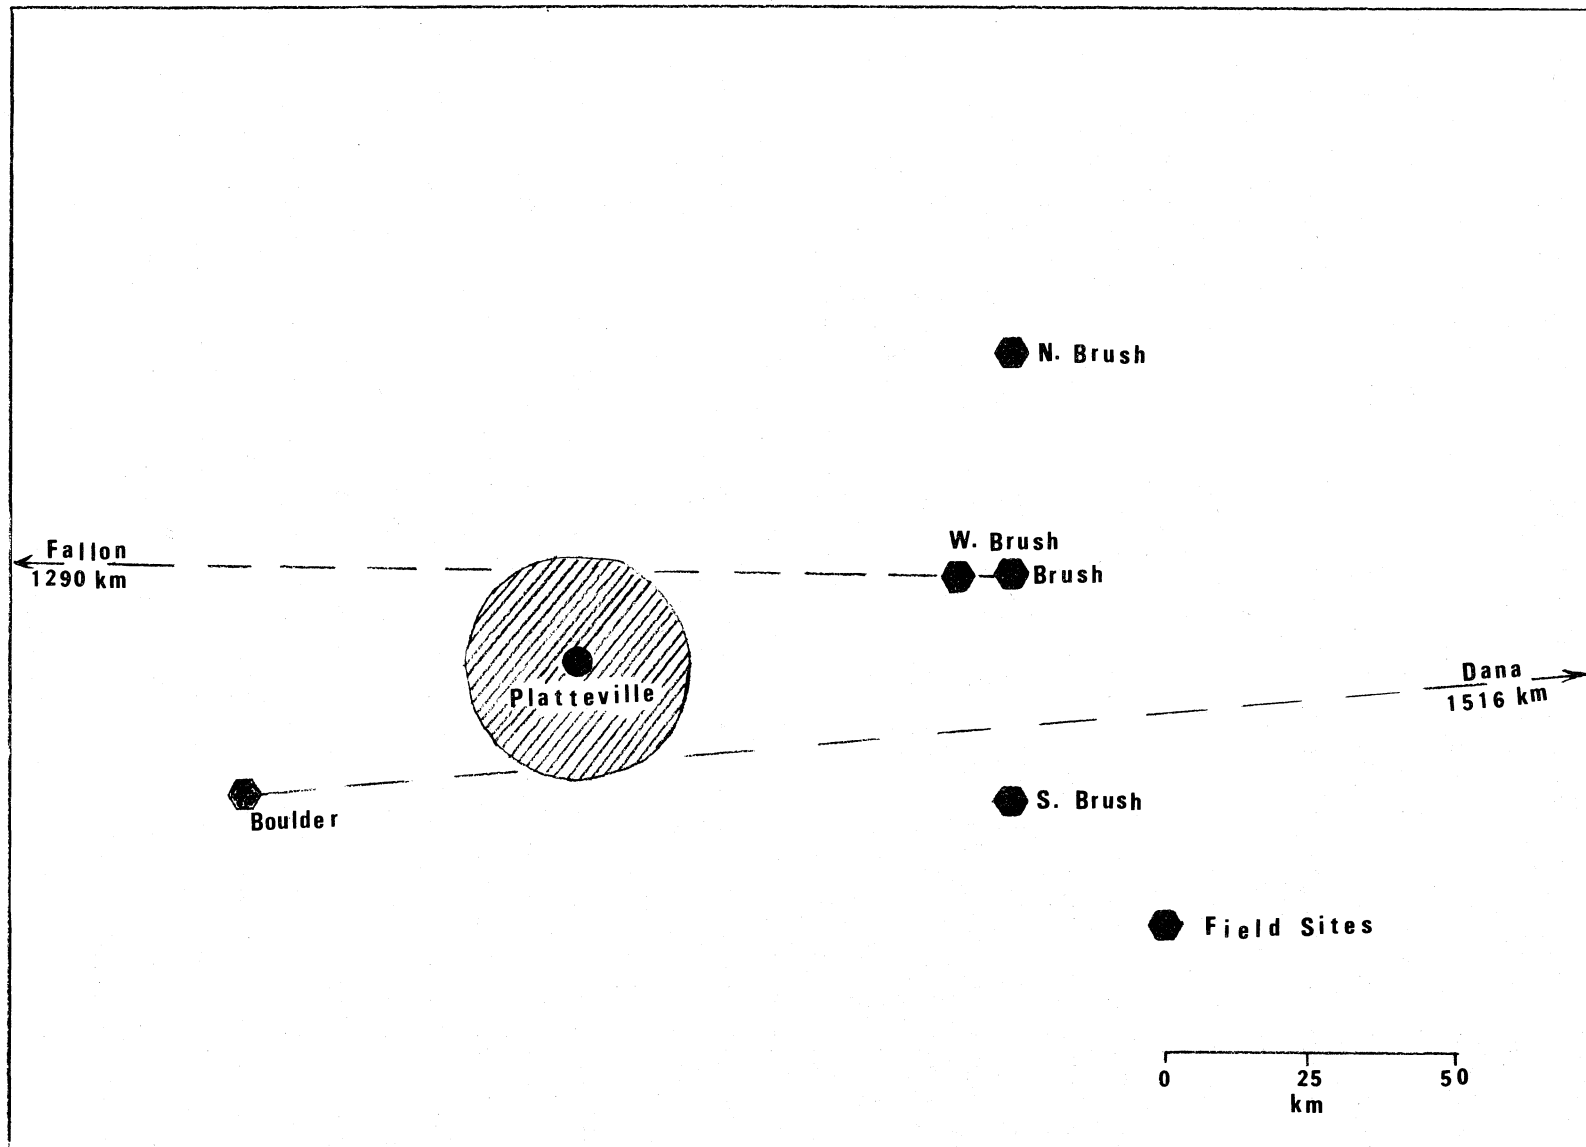 N. Brush
Fallon
1290 km
W. Brush
Brush
Platteville
Dana
1516 km
Boulder
S. Brush
Field Sites
0 25 50
km